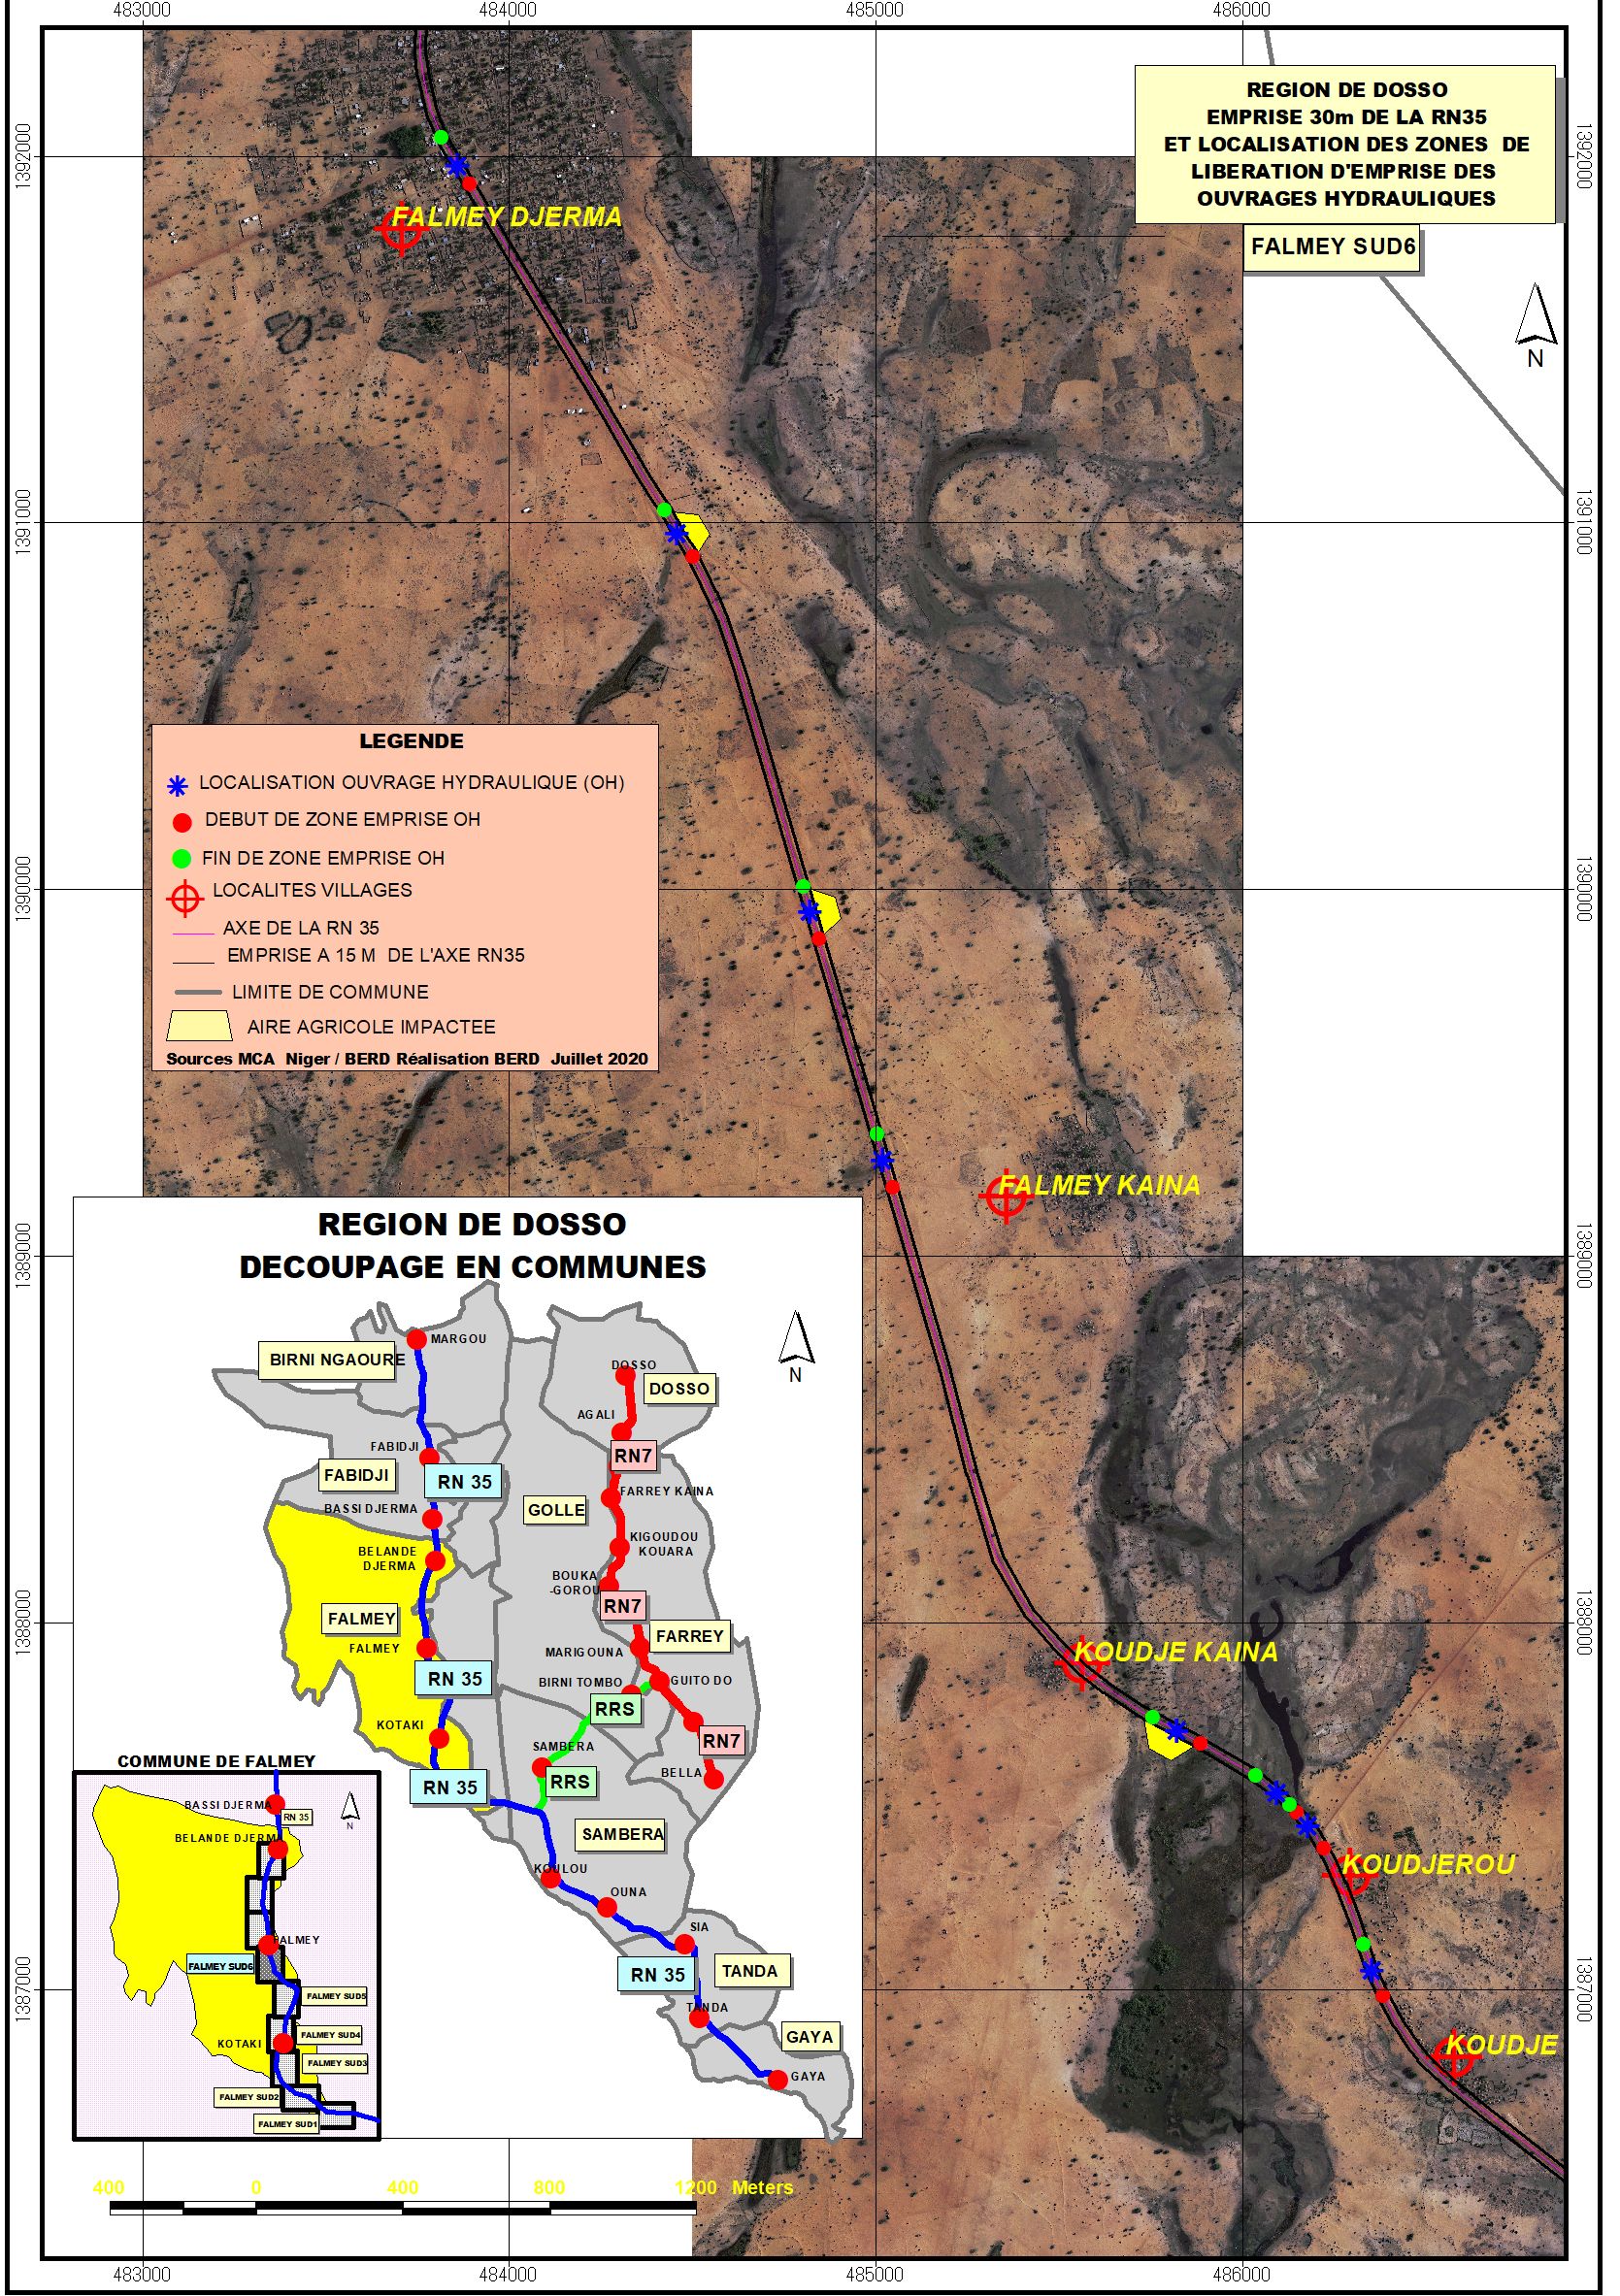 483000
484000
485000
486000
REGION DE DOSSO
EMPRISE 30m DE LA RN35
ET LOCALISATION DES ZONES DE
LIBERATION D'EMPRISE DES
OUVRAGES HYDRAULIQUES
FALMEY SUD6
N
1392000
1392000
FALMEY DJERMA
1391000
1391000
LEGENDE
LOCALISATION OUVRAGE HYDRAULIQUE (OH)
DEBUT DE ZONE EMPRISE OH
FIN DE ZONE EMPRISE OH
LOCALITES VILLAGES
AXE DE LA RN 35
EMPRISE A 15 M DE L'AXE RN35
LIMITE DE COMMUNE
AIRE AGRICOLE IMPACTEE
Sources MCA Niger / BERD Réalisation BERD Juillet 2020
1390000
1390000
FALMEY KAINA
1389000
1389000
REGION DE DOSSO
DECOUPAGE EN COMMUNES
N
MARGOU
BIRNI NGAOURE
DOSSO
DOSSO
AGALI
FABIDJI
RN7
FABIDJI
RN 35
FARREY KAINA
BASSI DJERMA
GOLLE
KIGOUDOU
KOUARA
BELANDE
DJERMA
BOUKA
-GOROU
RN7
FALMEY
FARREY
FALMEY
MARIGOUNA
RN 35
BIRNI TOMBO
GUITO DO
RRS
KOTAKI
SAMBERA
RN7
RN 35
RRS
BELLA
SAMBERA
KOULOU
OUNA
SIA
RN 35
TANDA
TANDA
GAYA
GAYA
COMMUNE DE FALMEY
BASSI DJERMA
RN 35
N
BELANDE DJERM
FALMEY
FALMEY SUD6
FALMEY SUD5
KOTAKI
FALMEY SUD4
FALMEY SUD3
FALMEY SUD2
FALMEY SUD1
1388000
1388000
KOUDJE KAINA
KOUDJEROU
1387000
1387000
KOUDJE
400 0 400 800 1200 Meters
483000
484000
485000
486000